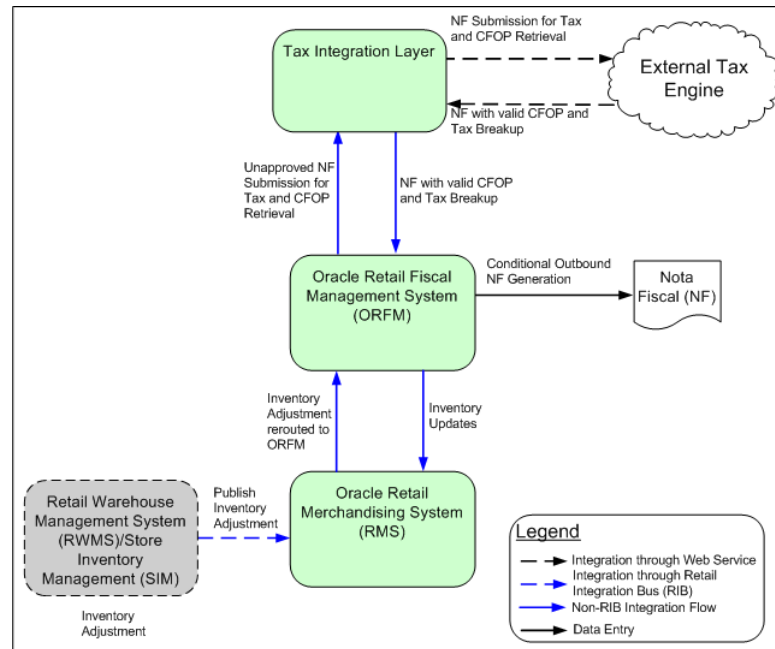 Tax Integration Layer
NF Submission for Tax
and CFOP Retrieval
External Tax
Engine
NF with valid CFOP and
Tax Breakup
Unapproved NF
Submission for
Tax and CFOP
Retrieval
NF with valid CFOP
and Tax Breakup
Oracle Retail Fiscal
Management System
(ORFM)
Conditional Outbound
NF Generation
Nota
Fiscal (NF)
Inventory
Adjustment
rerouted to
ORFM
Inventory
Updates
Retail Warehouse
Management System
(RWMS)/Store
Inventory
Management (SIM)
Publish
Inventory
Adjustment
Oracle Retail
Merchandising System
(RMS)
Inventory
Adjustment
Legend
Integration through Web Service
Integration through Retail
Integration Bus (RIB)
Non-RIB Integration Flow
Data Entry